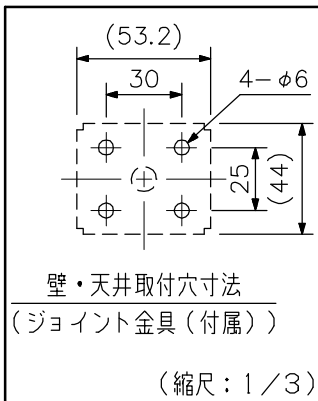 (53.2)
30
4-φ6
25
(44)
壁・天井取付穴寸法
(ジョイント金具(付属))
(縮尺:1/3)